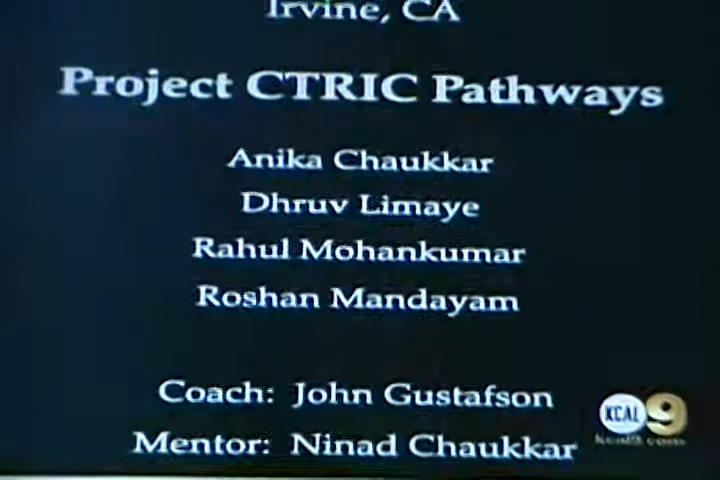 Irvine, CA
Project CTRIC Pathways
Anika Chaukkar
Dhruv Limaye
Rahul Mohankumar
Roshan Mandayam
Coach: John Gustafson
Mentor: Ninad Chaukkar
KCAL 9